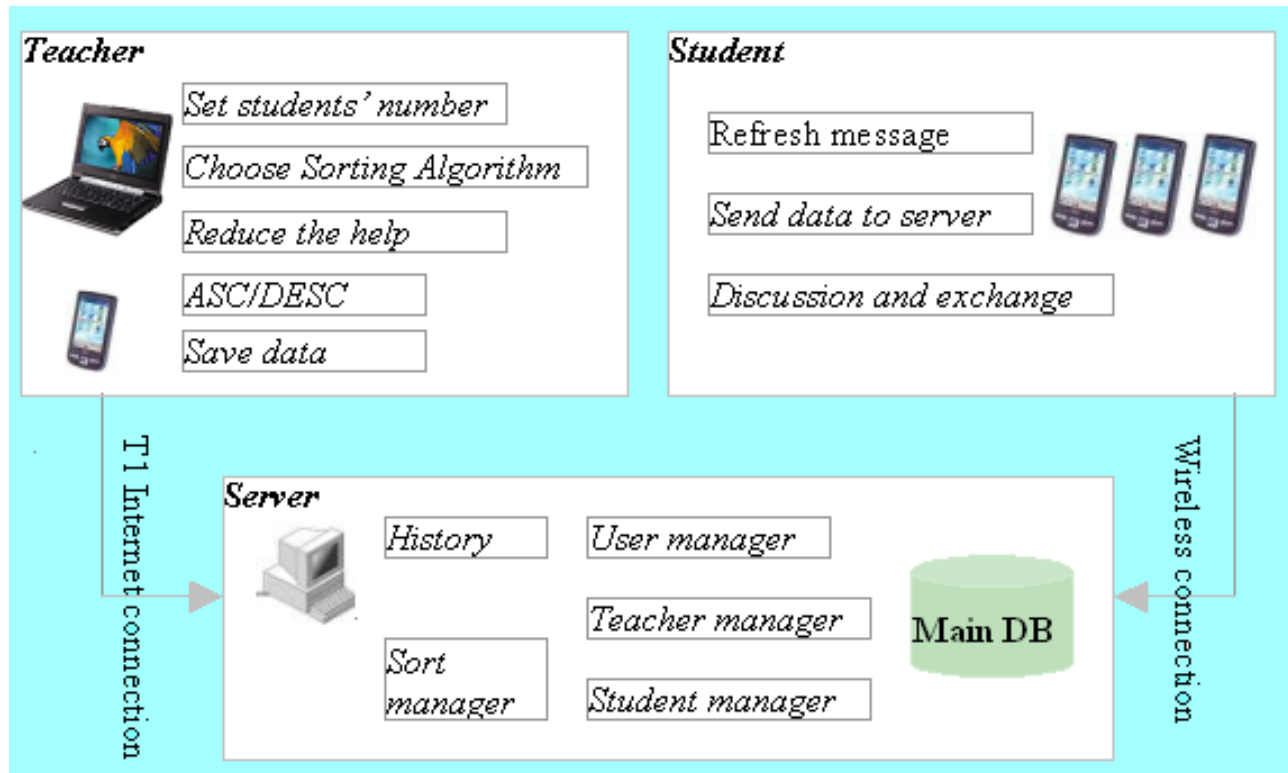 Teacher
Set students’ number
Choose Sorting Algorithm
Reduce the help
ASC/DESC
Save data
Student
Refresh message
Send data to server
Discussion and exchange
T1 Internet connection
Wireless connection
Server
History
User manager
Teacher manager
Sort
manager
Student manager
Main DB